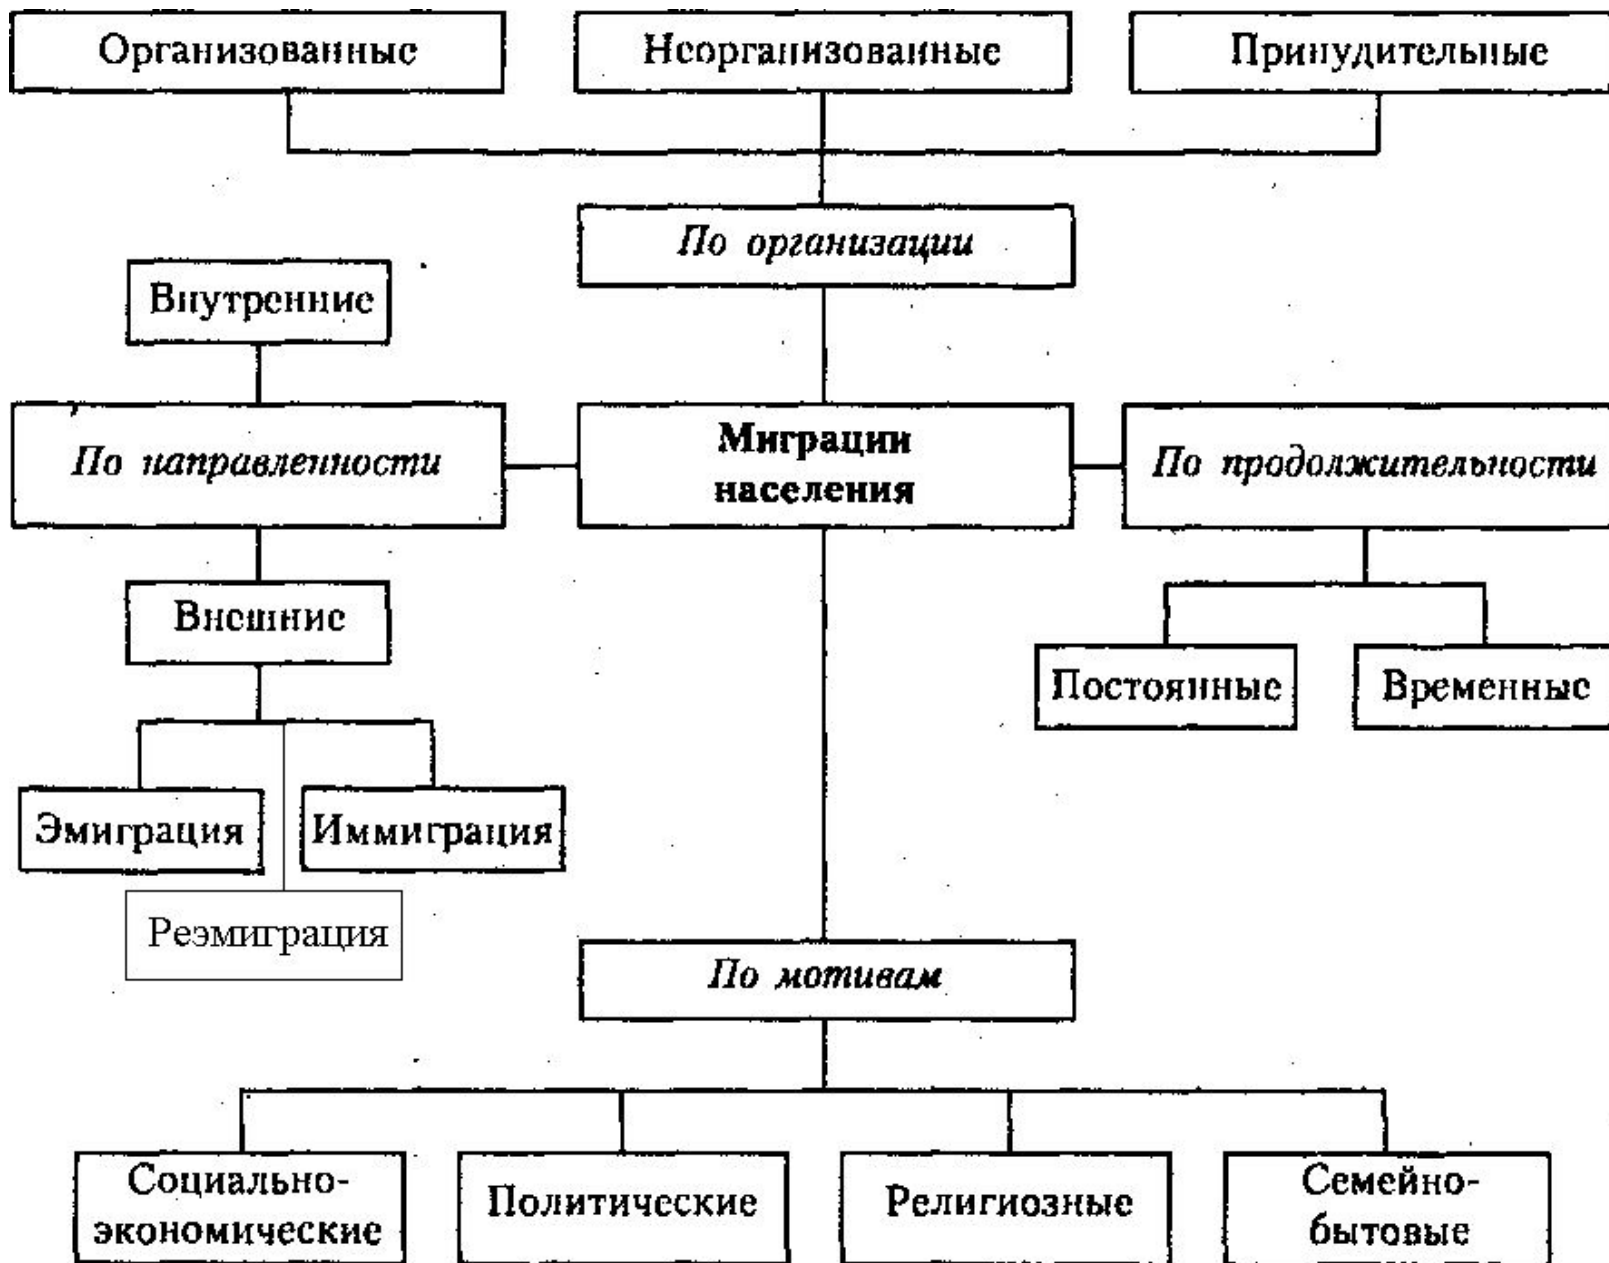 Организованные
Неорганизованные
Принудительные
По организации
Внутренние
По направленности
Миграции
населения
По продолжительности
Внешние
Постоянные
Временные
Эмиграция
Иммиграция
Реэмиграция
По мотивам
Социально-
экономические
Политические
Религиозные
Семейно-
бытовые